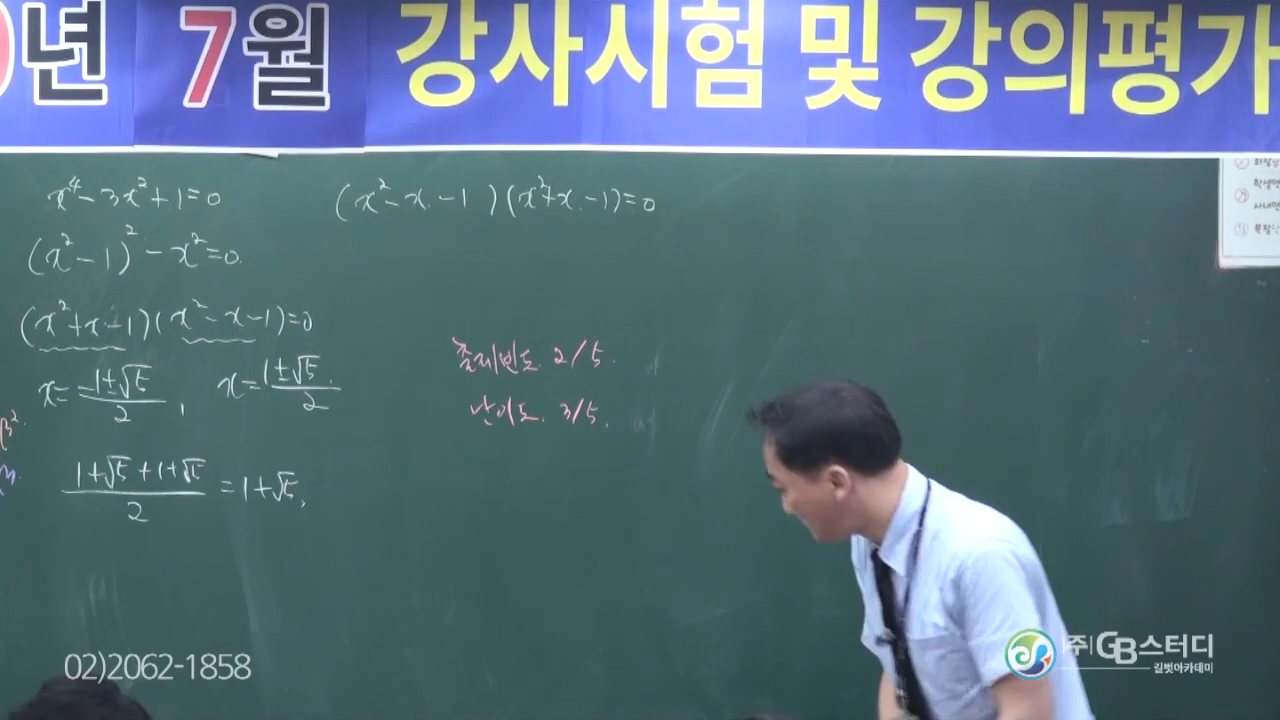 0년 7월 강사시험 및 강의평가
x⁴-3x²+1=0
(x²-1)²-x²=0.
(x²+x-1)(x²-x-1)=0
x=(-1±√5)/2, x=(1±√5)/2
(1+√5+1+√5)/2=1+√5,
(x²-x-1)(x²+x-1)=0
출제빈도. 2/5.
난이도. 3/5.
β²
02)2062-1858
(주)GB스터디
길벗아카데미